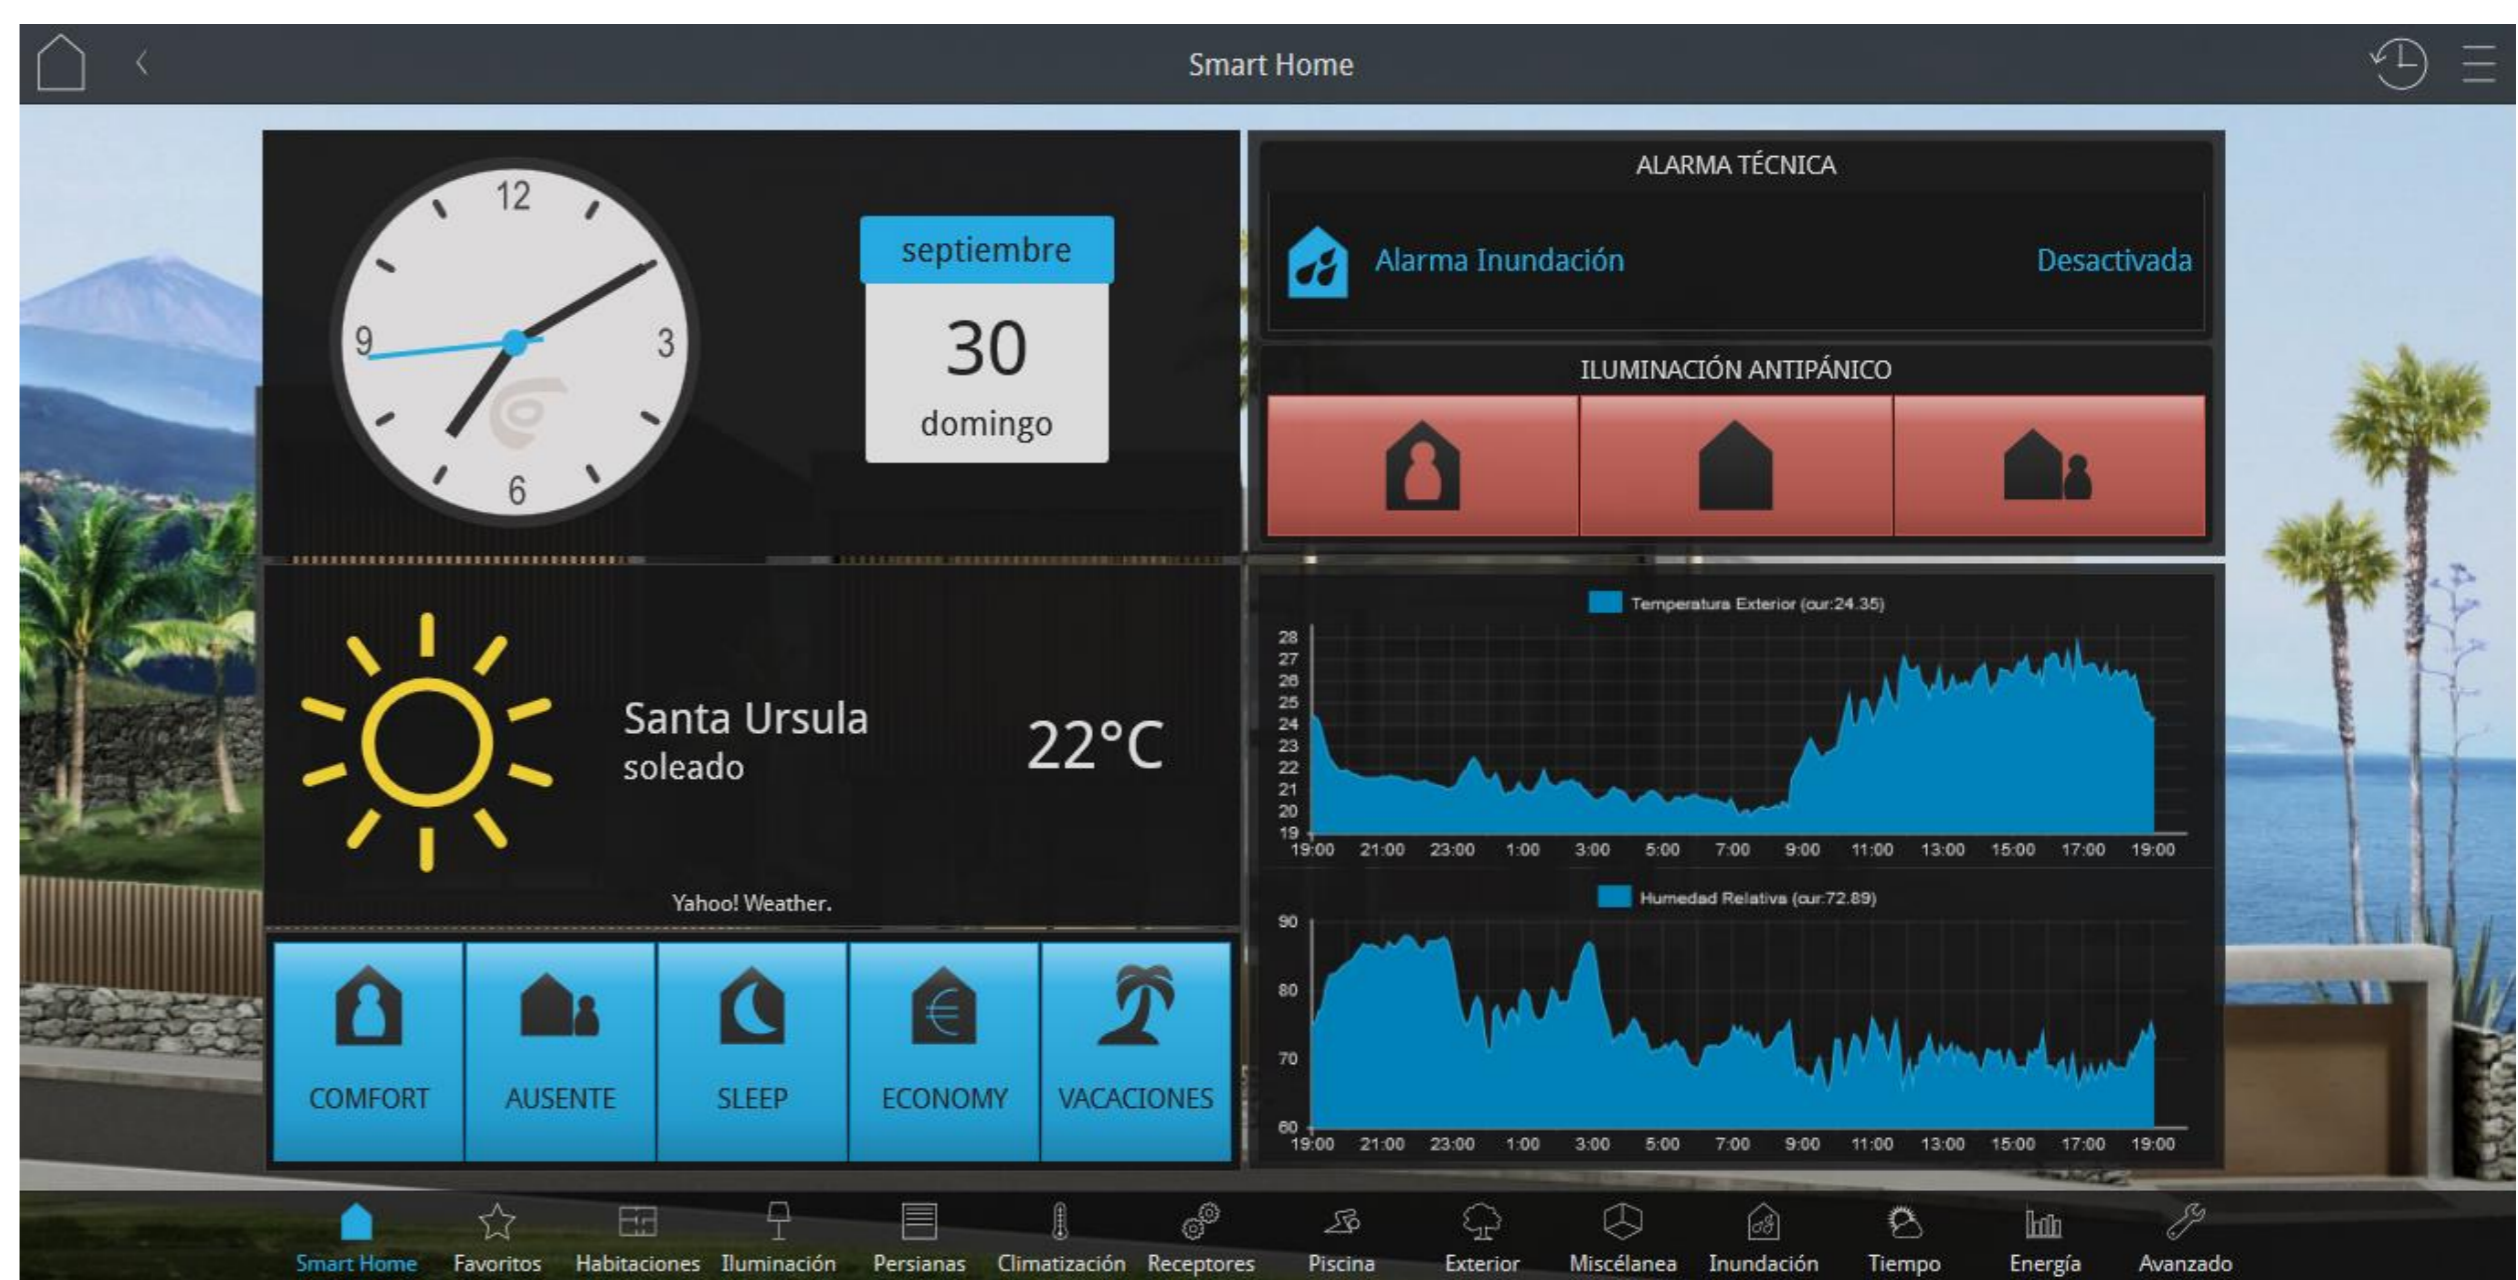 Smart Home
12
3
6
9
septiembre
30
domingo
ALARMA TÉCNICA
Alarma Inundación Desactivada
ILUMINACIÓN ANTIPÁNICO
Santa Ursula
soleado
22°C
Yahoo! Weather.
COMFORT AUSENTE SLEEP ECONOMY VACACIONES
Temperatura Exterior (cur:24.35)
28
27
26
25
24
23
22
21
20
19
19:00 21:00 23:00 1:00 3:00 5:00 7:00 9:00 11:00 13:00 15:00 17:00 19:00
Humedad Relativa (cur:72.89)
90
80
70
60
19:00 21:00 23:00 1:00 3:00 5:00 7:00 9:00 11:00 13:00 15:00 17:00 19:00
Smart Home Favoritos Habitaciones Iluminación Persianas Climatización Receptores Piscina Exterior Miscélanea Inundación Tiempo Energía Avanzado